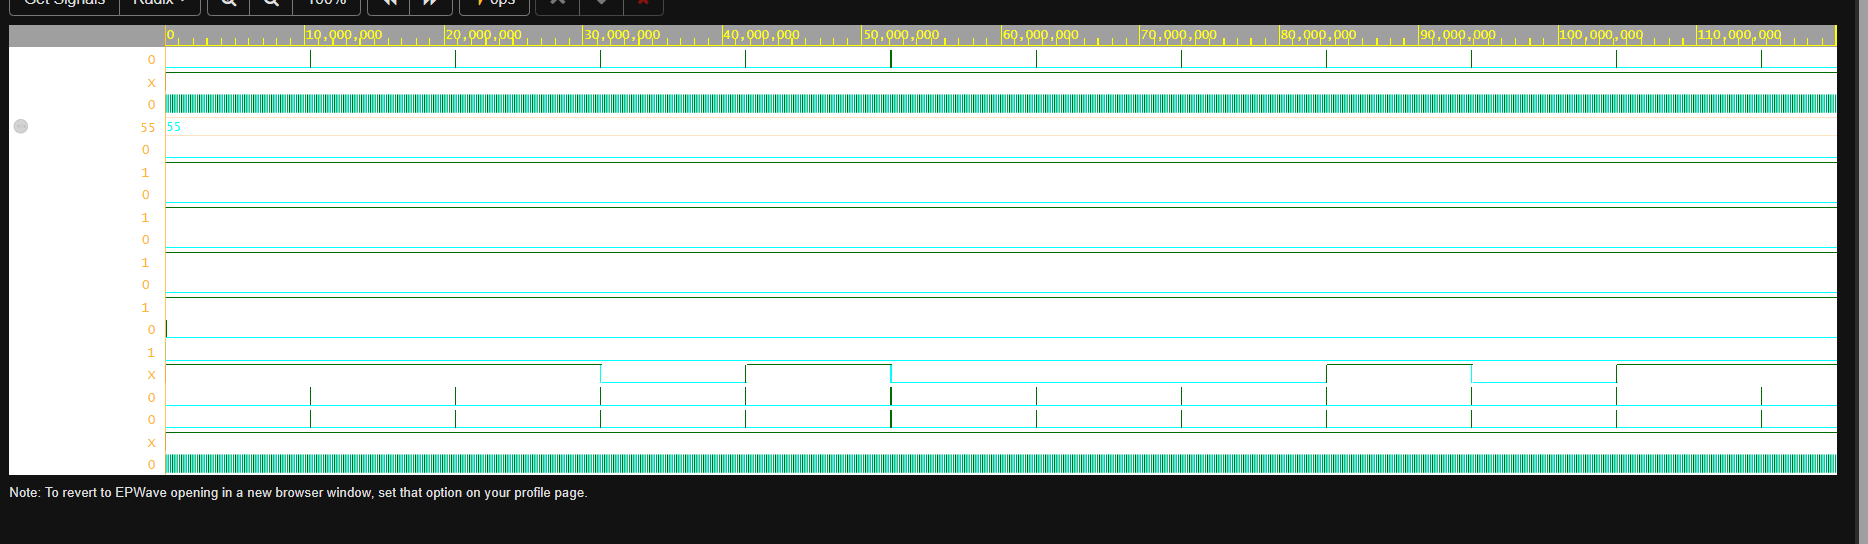 Get Signals Radix 100% ops
0 10,000,000 20,000,000 30,000,000 40,000,000 50,000,000 60,000,000 70,000,000 80,000,000 90,000,000 100,000,000 110,000,000
0
X
0
55 55
0
1
0
1
0
1
0
1
0
1
X
0
0
X
0
Note: To revert to EPWave opening in a new browser window, set that option on your profile page.